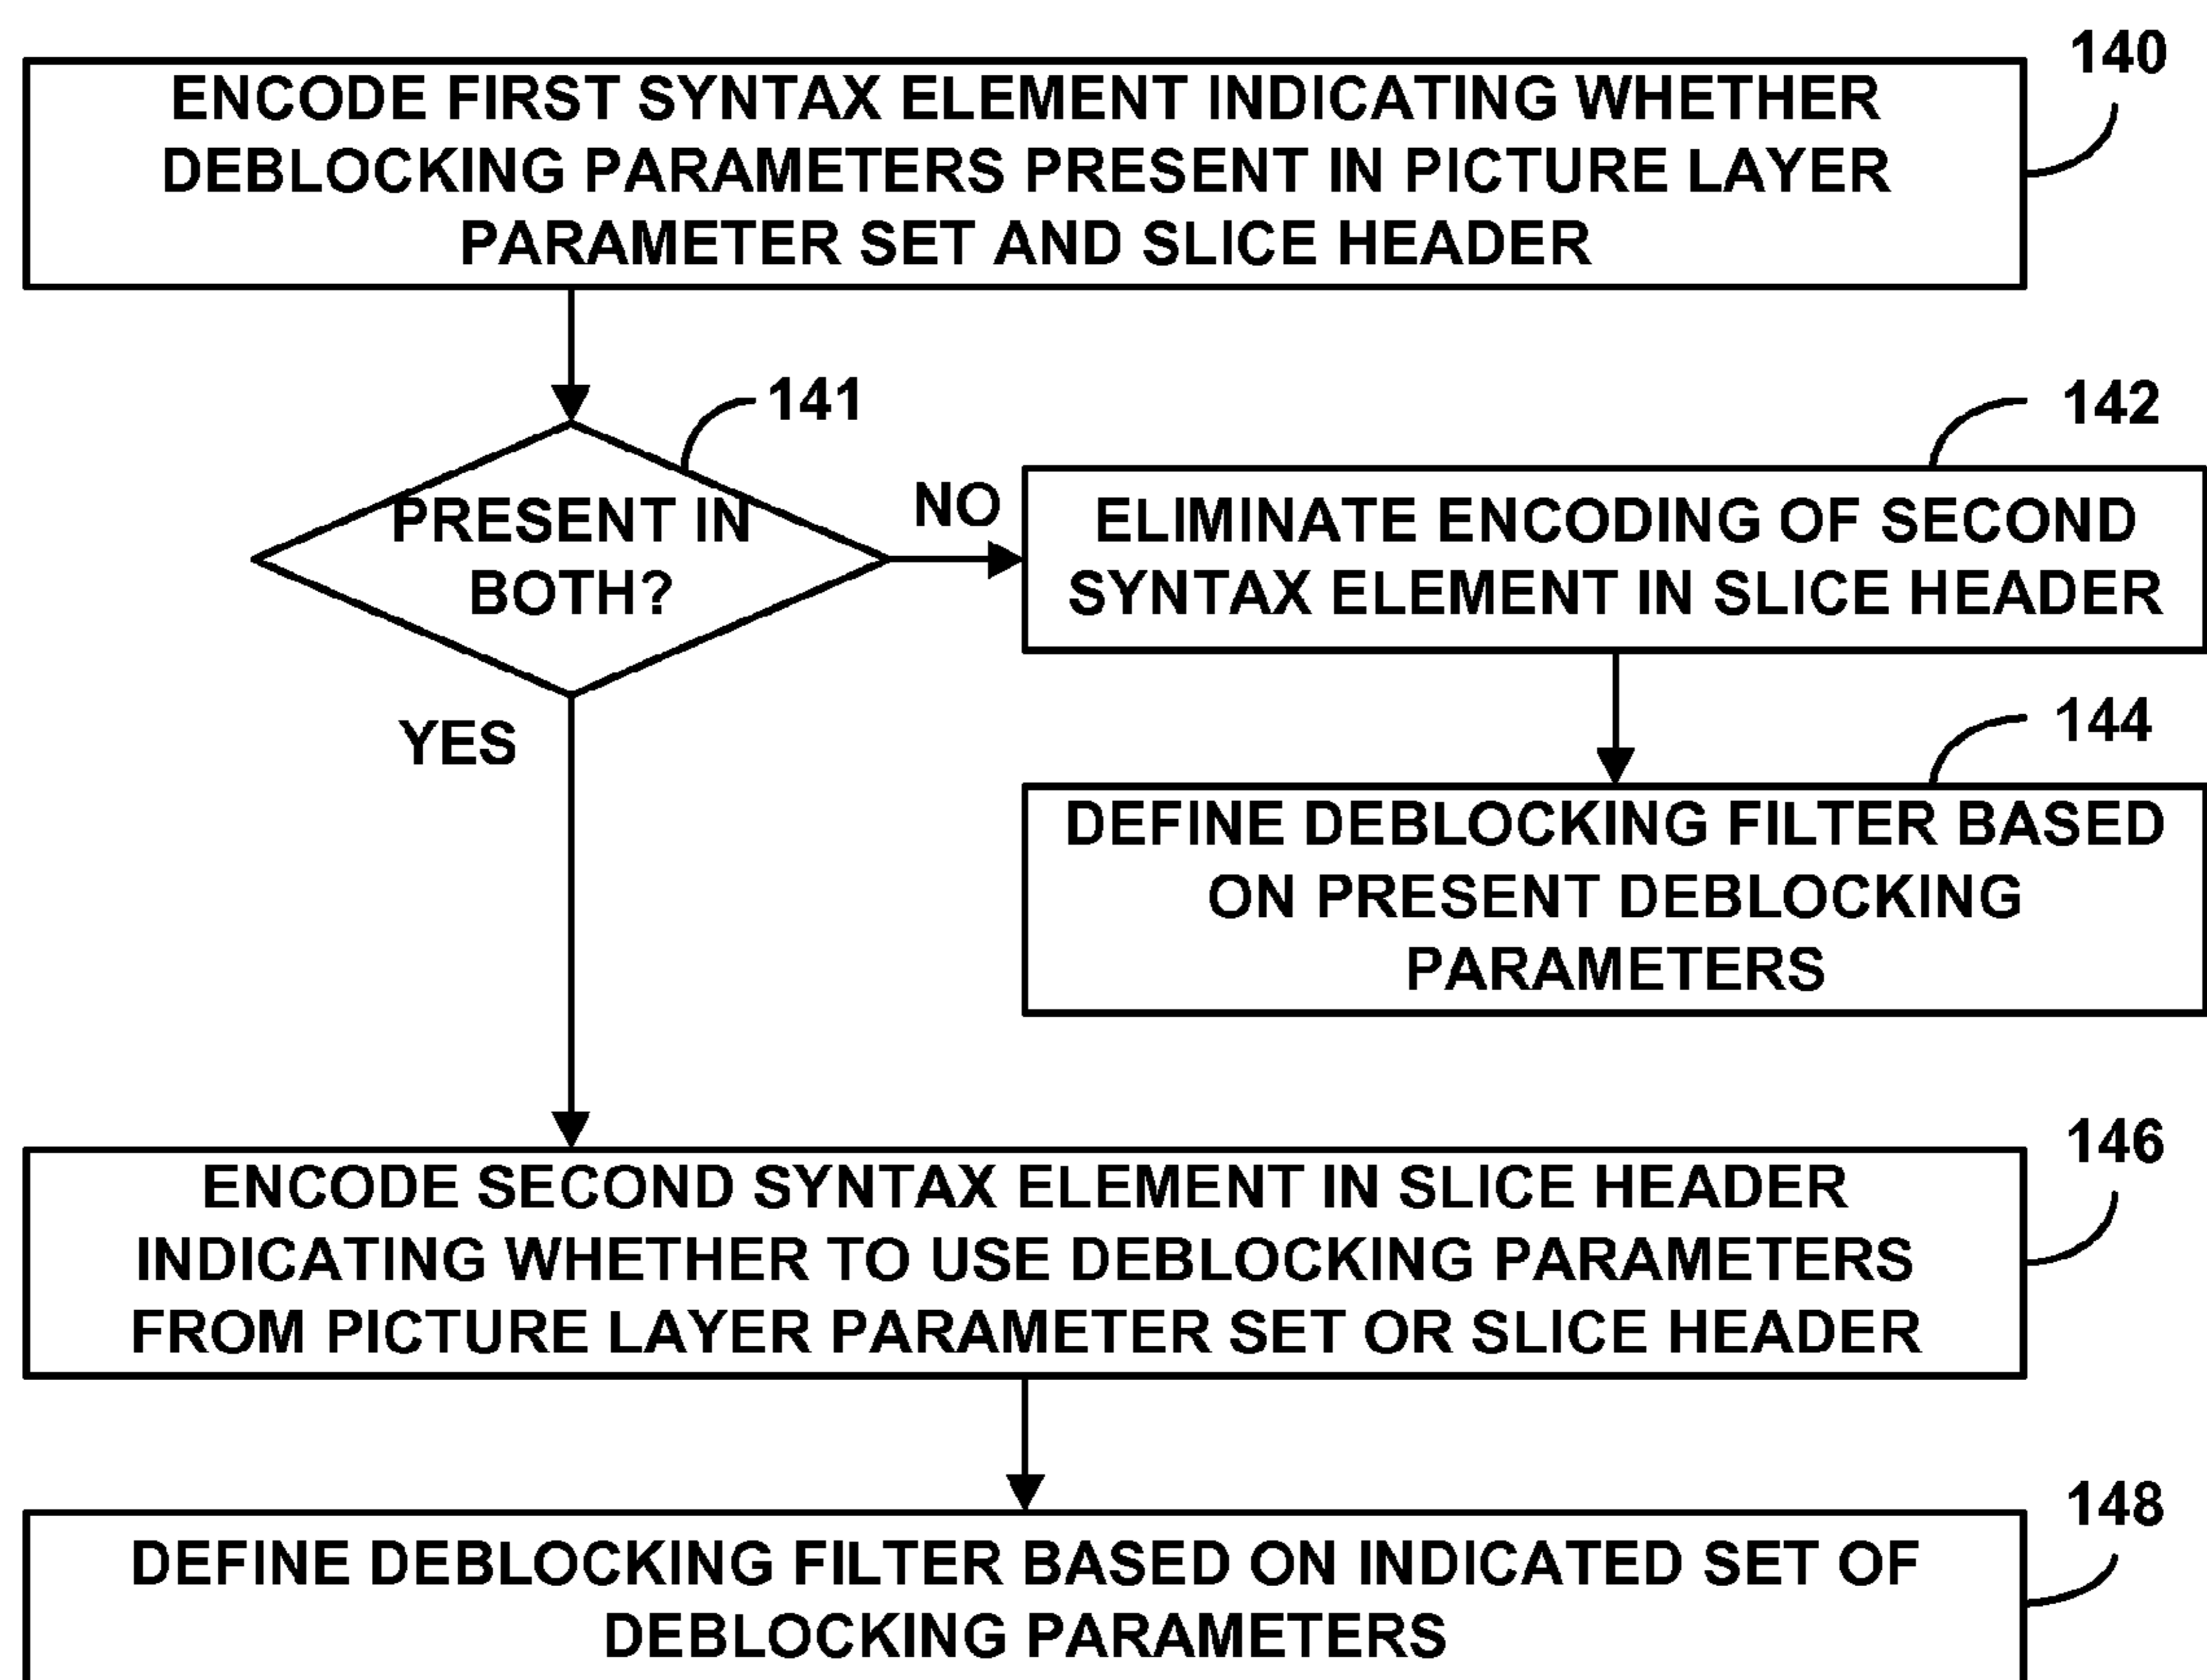 140
ENCODE FIRST SYNTAX ELEMENT INDICATING WHETHER
DEBLOCKING PARAMETERS PRESENT IN PICTURE LAYER
PARAMETER SET AND SLICE HEADER
141
PRESENT IN
BOTH?
NO
142
ELIMINATE ENCODING OF SECOND
SYNTAX ELEMENT IN SLICE HEADER
YES
144
DEFINE DEBLOCKING FILTER BASED
ON PRESENT DEBLOCKING
PARAMETERS
146
ENCODE SECOND SYNTAX ELEMENT IN SLICE HEADER
INDICATING WHETHER TO USE DEBLOCKING PARAMETERS
FROM PICTURE LAYER PARAMETER SET OR SLICE HEADER
148
DEFINE DEBLOCKING FILTER BASED ON INDICATED SET OF
DEBLOCKING PARAMETERS